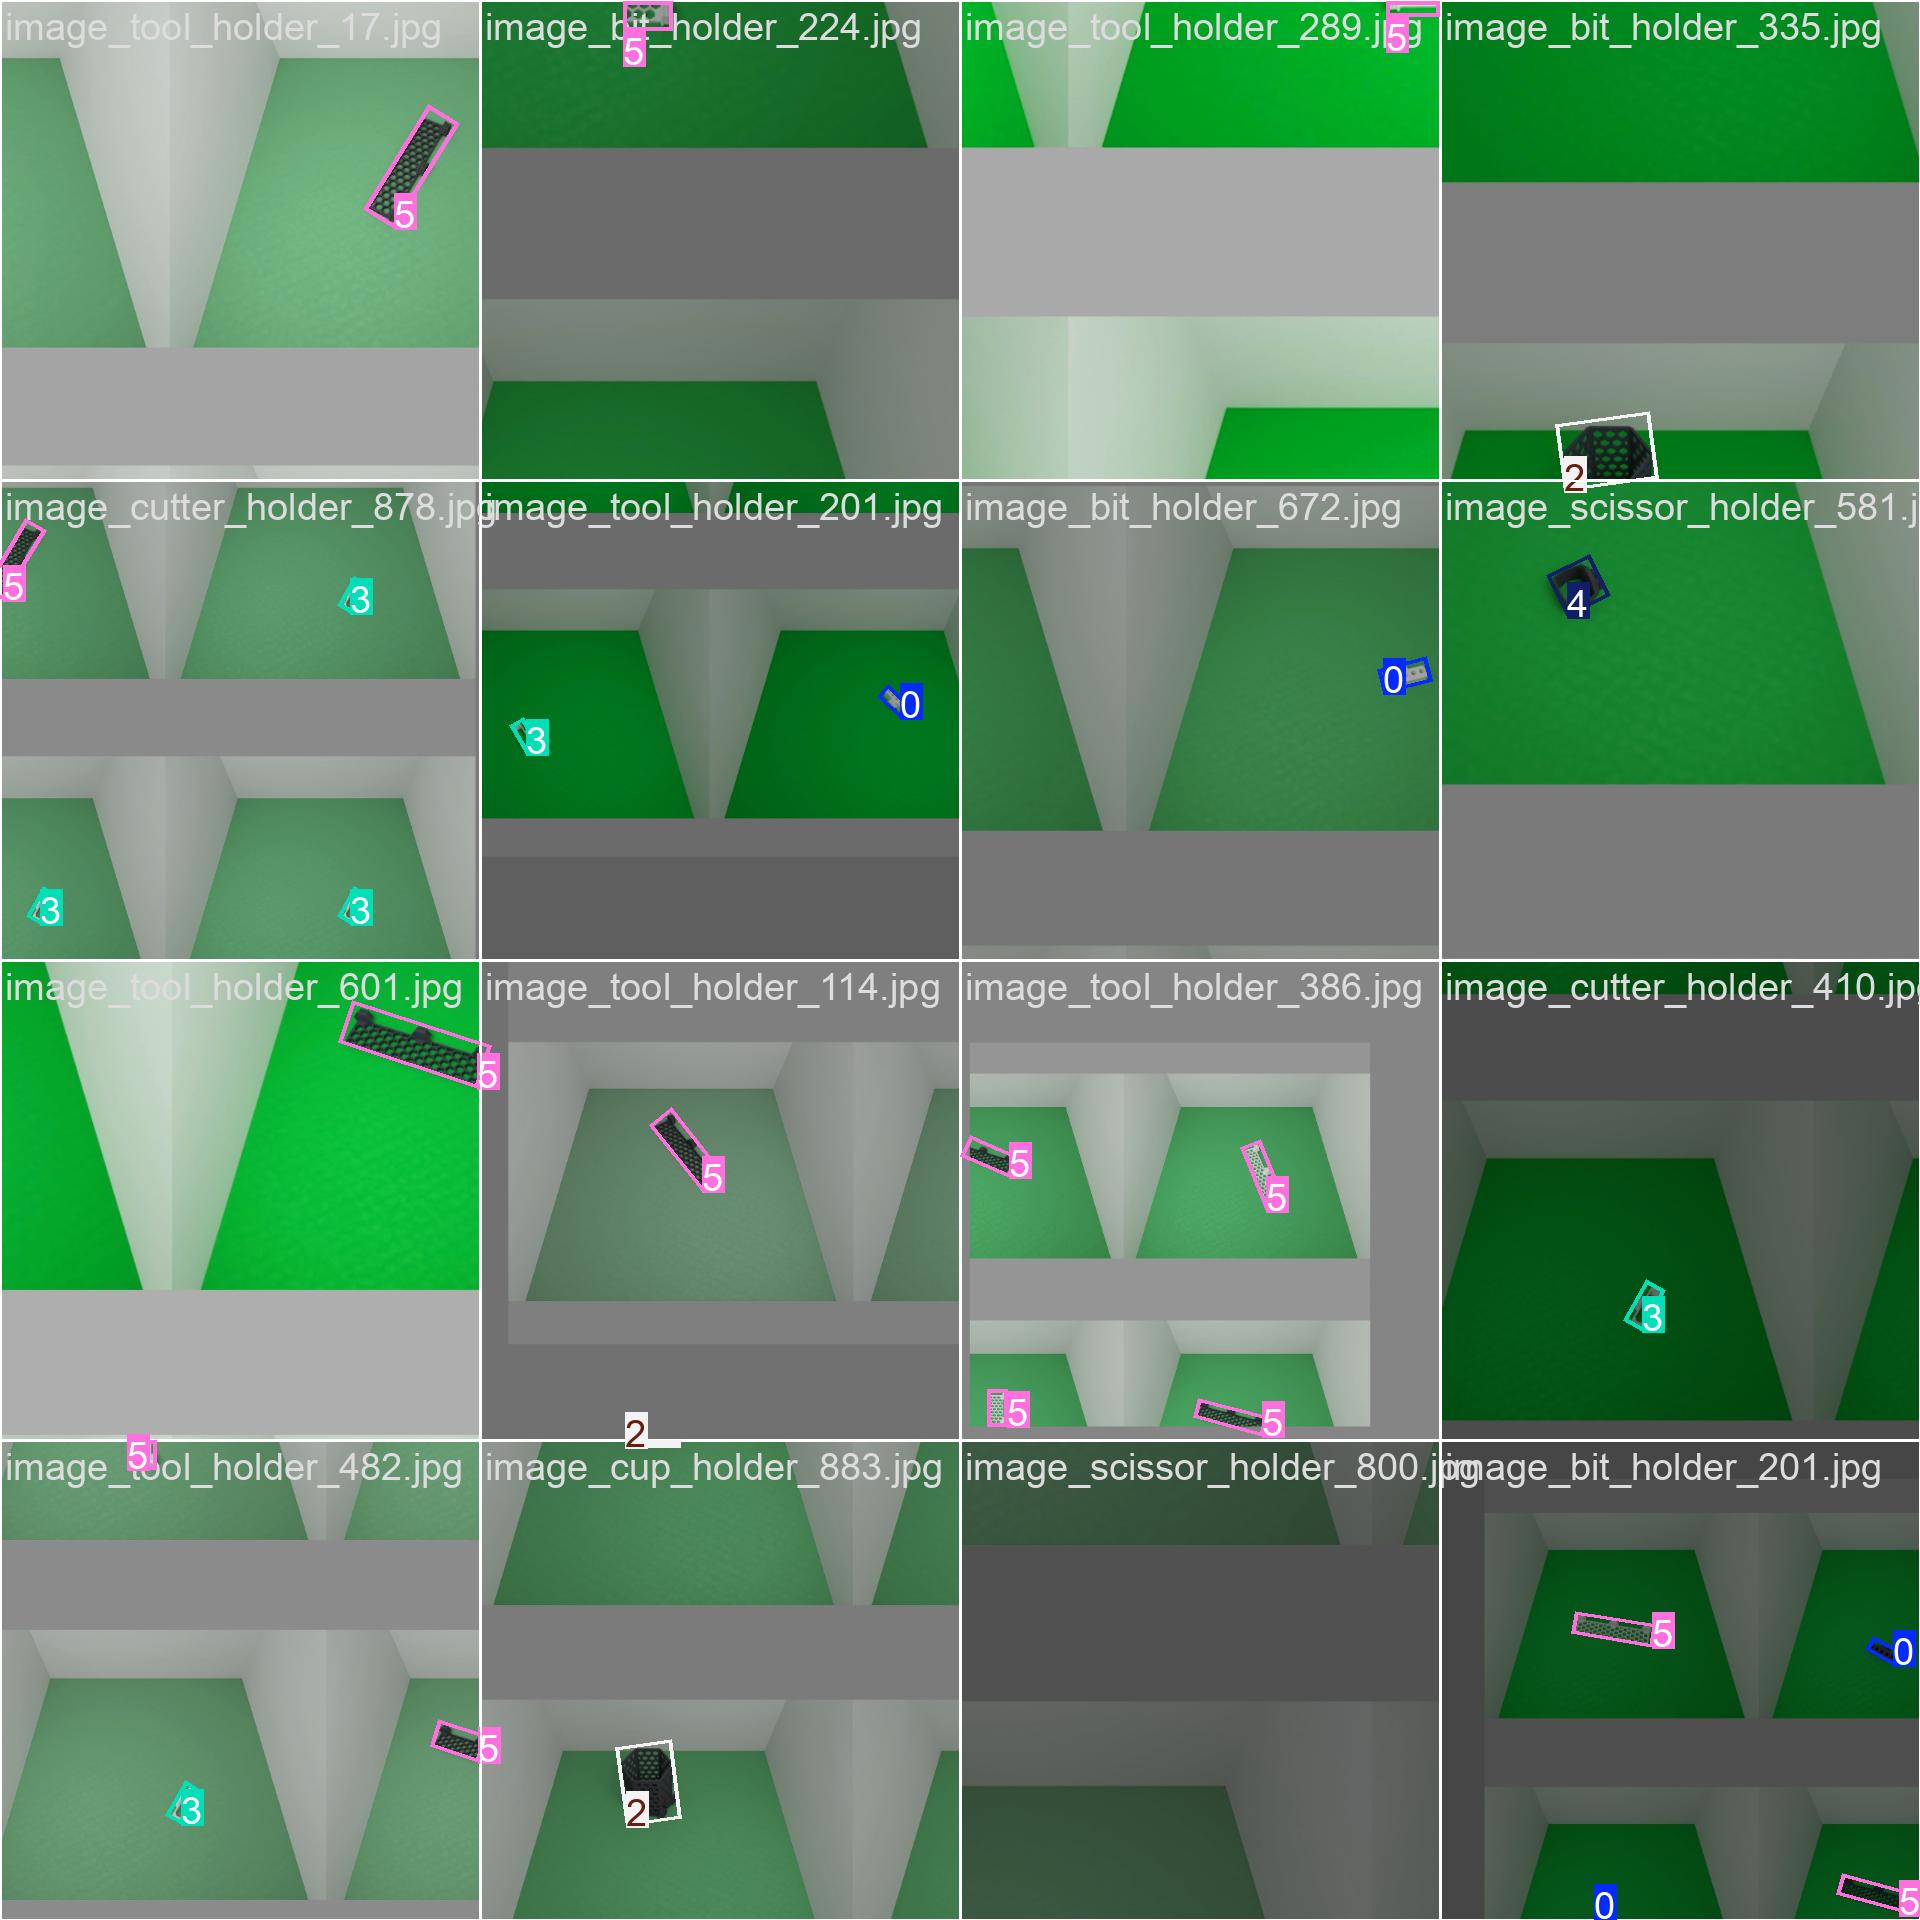 image_tool_holder_17.jpg
image_bit_holder_224.jpg
image_tool_holder_289.jpg
image_bit_holder_335.jpg
5
5
5
2
image_cutter_holder_878.jpg
image_tool_holder_201.jpg
image_bit_holder_672.jpg
image_scissor_holder_581.j
5
3
3
0
0
4
3
3
image_tool_holder_601.jpg
image_tool_holder_114.jpg
image_tool_holder_386.jpg
image_cutter_holder_410.jpg
5
5
5
5
3
5
5
2
5
image_tool_holder_482.jpg
image_cup_holder_883.jpg
image_scissor_holder_800.jpg
image_bit_holder_201.jpg
5
0
5
3
2
0
5